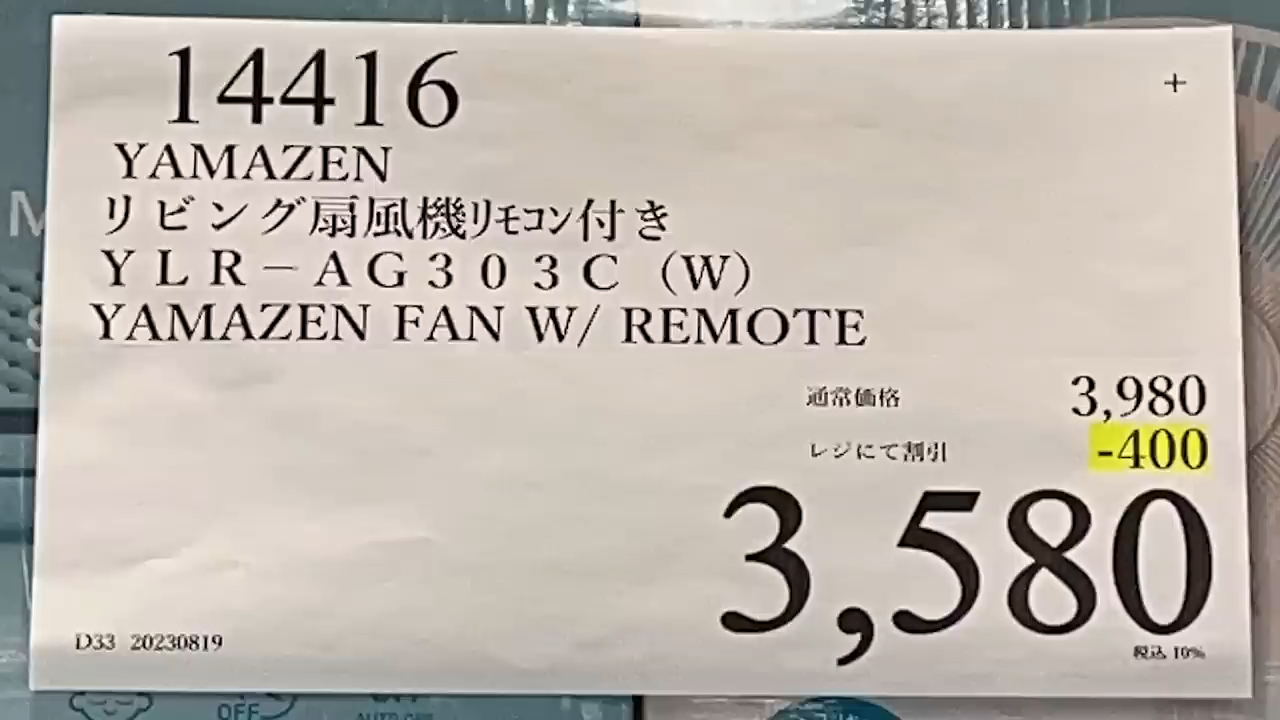 14416
+
YAMAZEN
リビング扇風機ﾘﾓｺﾝ付き
ＹＬＲ－ＡＧ３０３Ｃ（W）
YAMAZEN FAN W/ REMOTE
通常価格 3,980
レジにて割引 -400
3,580
税込 10%
D33 20230819
OFF